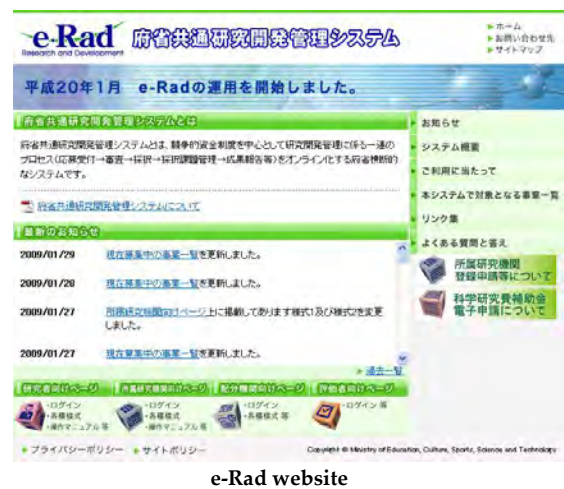 e-Rad
Research and Development
府省共通研究開発管理システム
ホーム
お問い合わせ先
サイトマップ
平成20年1月 e-Radの運用を開始しました。
府省共通研究開発管理システムとは
府省共通研究開発管理システムとは、競争的資金制度を中心として研究開発管理に係る一連の
プロセス(応募受付→審査→採択→採択課題管理→成果報告等)をオンライン化する府省横断的
なシステムです。
府省共通研究開発管理システムについて
最新のお知らせ
2009/01/29 現在募集中の事業一覧を更新しました。
2009/01/28 現在募集中の事業一覧を更新しました。
2009/01/27 所属研究機関向けページ上に掲載してあります様式1及び様式2を変更
しました。
2009/01/27 現在募集中の事業一覧を更新しました。
過去一覧
お知らせ
システム概要
ご利用に当たって
本システムで対象となる事業一覧
リンク集
よくある質問と答え
所属研究機関
登録申請等について
科学研究費補助金
電子申請について
研究者向けページ
・ログイン
・各種様式
・操作マニュアル 等
所属研究機関向けページ
・ログイン
・各種様式
・操作マニュアル 等
配分機関向けページ
・ログイン
・各種様式 等
評価者向けページ
・ログイン 等
プライバシーポリシー サイトポリシー
Copyright © Ministry of Education, Culture, Sports, Science and Technology
e-Rad website